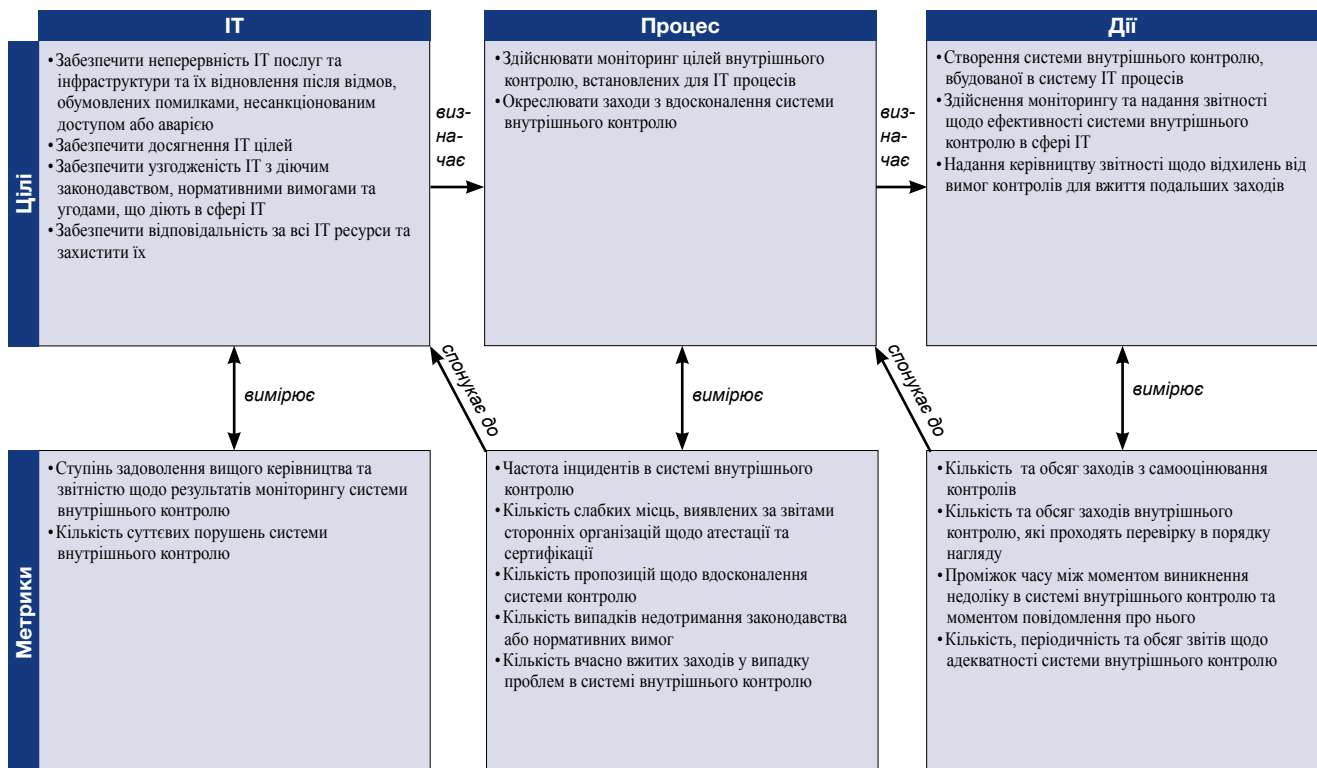 ІТ
Процес
Дії
Цілі
•Забезпечити неперервність ІТ послуг та
інфраструктури та їх відновлення після відмов,
обумовлених помилками, несанкціонованим
доступом або аварією
•Забезпечити досягнення ІТ цілей
•Забезпечити узгодженість ІТ з діючим
законодавством, нормативними вимогами та
угодами, що діють в сфері ІТ
•Забезпечити відповідальність за всі ІТ ресурси та
захистити їх
виз-
на-
чає
•Здійснювати моніторинг цілей внутрішнього
контролю, встановлених для ІТ процесів
•Окреслювати заходи з вдосконалення системи
внутрішнього контролю
виз-
на-
чає
•Створення системи внутрішнього контролю,
вбудованої в систему ІТ процесів
•Здійснення моніторингу та надання звітності
щодо ефективності системи внутрішнього
контролю в сфері ІТ
•Надання керівництву звітності щодо відхилень від
вимог контролів для вжиття подальших заходів
вимірює
спонукає до
вимірює
спонукає до
вимірює
Метрики
•Ступінь задоволення вищого керівництва та
звітністю щодо результатів моніторингу системи
внутрішнього контролю
•Кількість суттєвих порушень системи
внутрішнього контролю
•Частота інцидентів в системі внутрішнього
контролю
•Кількість слабких місць, виявлених за звітами
сторонніх організацій щодо атестації та
сертифікації
•Кількість пропозицій щодо вдосконалення
системи контролю
•Кількість випадків недотримання законодавства
або нормативних вимог
•Кількість вчасно вжитих заходів у випадку
проблем в системі внутрішнього контролю
•Кількість та обсяг заходів з самооцінювання
контролів
•Кількість та обсяг заходів внутрішнього
контролю, які проходять перевірку в порядку
нагляду
•Проміжок часу між моментом виникнення
недоліку в системі внутрішнього контролю та
моментом повідомлення про нього
•Кількість, періодичність та обсяг звітів щодо
адекватності системи внутрішнього контролю